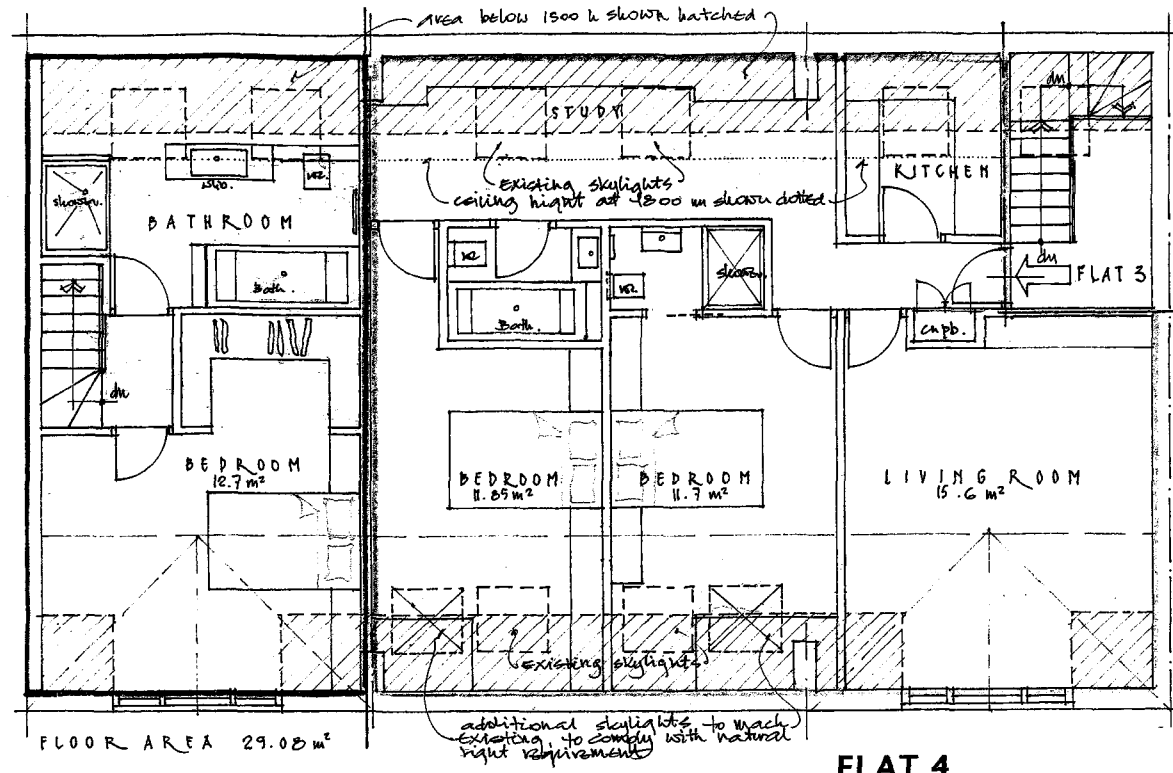 area below 1500 h shown hatched
STUDY
Existing skylights
ceiling hight at 1800 m shown dotted
KITCHEN
dn
whb.
wc.
shower.
BATHROOM
Bath.
wc
wc.
shower.
Bath.
dn
FLAT 3
cupb.
dn
BEDROOM
12.7 m²
BEDROOM
11.85 m²
BEDROOM
11.7 m²
LIVING ROOM
15.6 m²
Existing skylights
additional skylights to mach
existing to comply with natural
light requirement
FLOOR AREA 29.08 m²
FLAT 4